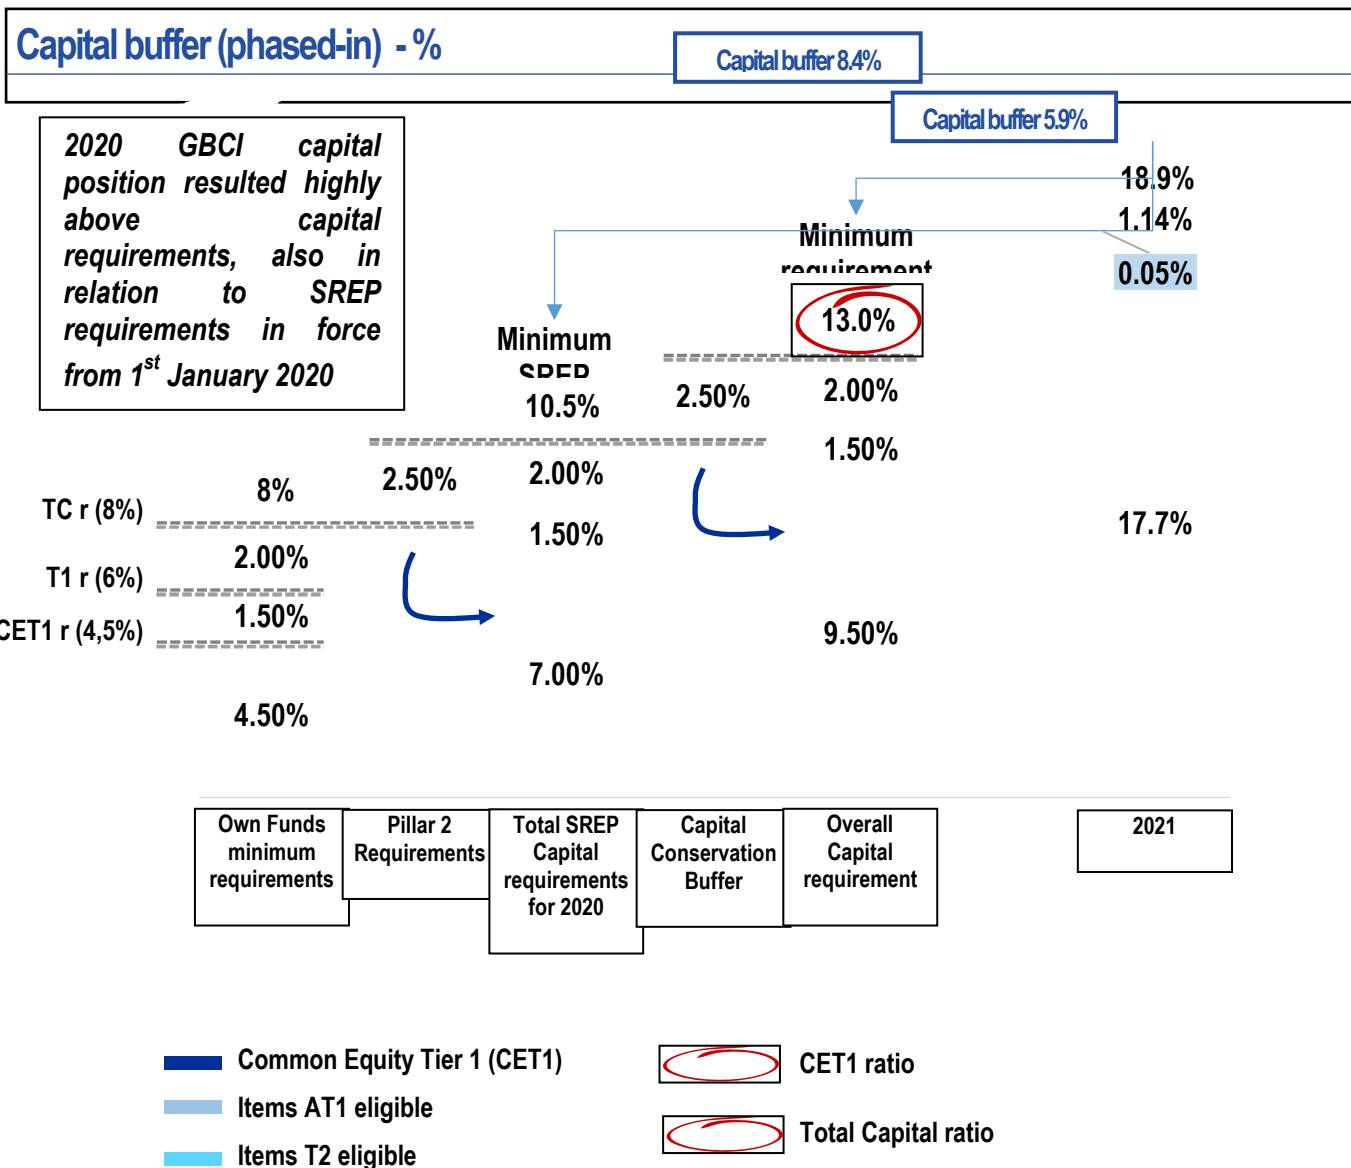 Capital buffer (phased-in) - %
Capital buffer 8.4%
Capital buffer 5.9%
2020 GBCI capital
position resulted highly
above capital
requirements, also in
relation to SREP
requirements in force
from 1st January 2020
18.9%
1.14%
0.05%
Minimum
requirement
13.0%
Minimum
SREP
10.5%
2.50%
2.00%
1.50%
8%
2.50%
2.00%
TC r (8%)
1.50%
17.7%
2.00%
T1 r (6%)
1.50%
CET1 r (4,5%)
9.50%
7.00%
4.50%
Own Funds
minimum
requirements
Pillar 2
Requirements
Total SREP
Capital
requirements
for 2020
Capital
Conservation
Buffer
Overall
Capital
requirement
2021
Common Equity Tier 1 (CET1)
Items AT1 eligible
Items T2 eligible
CET1 ratio
Total Capital ratio